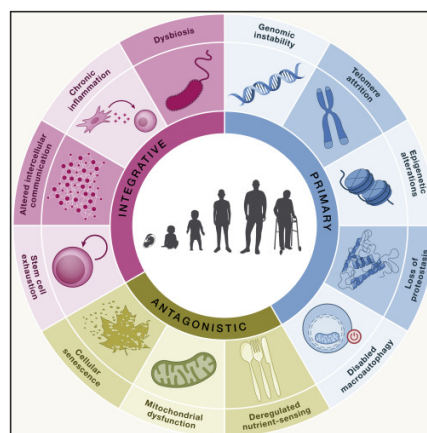 Dysbiosis
Genomic
instability
Telomere
attrition
Epigenetic
alterations
Loss of
proteostasis
Disabled
macroautophagy
Deregulated nutrient-sensing
Mitochondrial
dysfunction
Cellular
senescence
Stem cell
exhaustion
Altered intercellular
communication
Chronic
inflammation
INTEGRATIVE
PRIMARY
ANTAGONISTIC